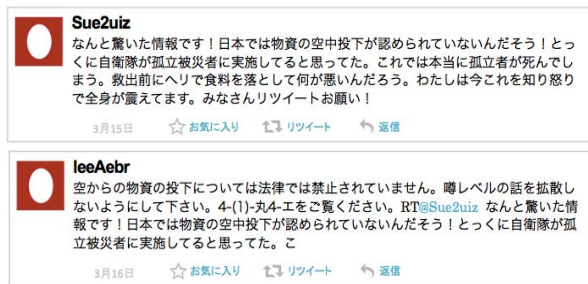 Sue2uiz
なんと驚いた情報です！日本では物資の空中投下が認められていないんだそう！とっ
くに自衛隊が孤立被災者に実施してると思ってた。これでは本当に孤立者が死んでし
まう。救出前にヘリで食料を落として何が悪いんだろう。わたしは今これを知り怒り
で全身が震えてます。みなさんリツイートお願い！
3月15日 お気に入り リツイート 返信
leeAebr
空からの物資の投下については法律では禁止されていません。噂レベルの話を拡散し
ないようにして下さい。4-(1)-丸4-エをご覧ください。RT@Sue2uiz なんと驚いた情
報です！日本では物資の空中投下が認められていないんだそう！とっくに自衛隊が孤
立被災者に実施してると思ってた。こ
3月16日 お気に入り リツイート 返信